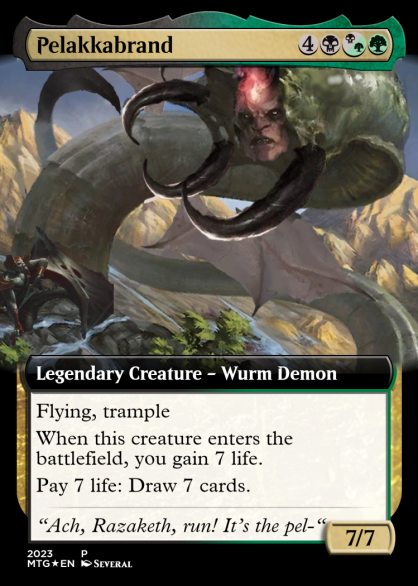 Pelakkabrand
4
Legendary Creature – Wurm Demon
Flying, trample
When this creature enters the
battlefield, you gain 7 life.
Pay 7 life: Draw 7 cards.
“Ach, Razaketh, run! It’s the pel-“
7/7
2023 P
MTG★EN Several